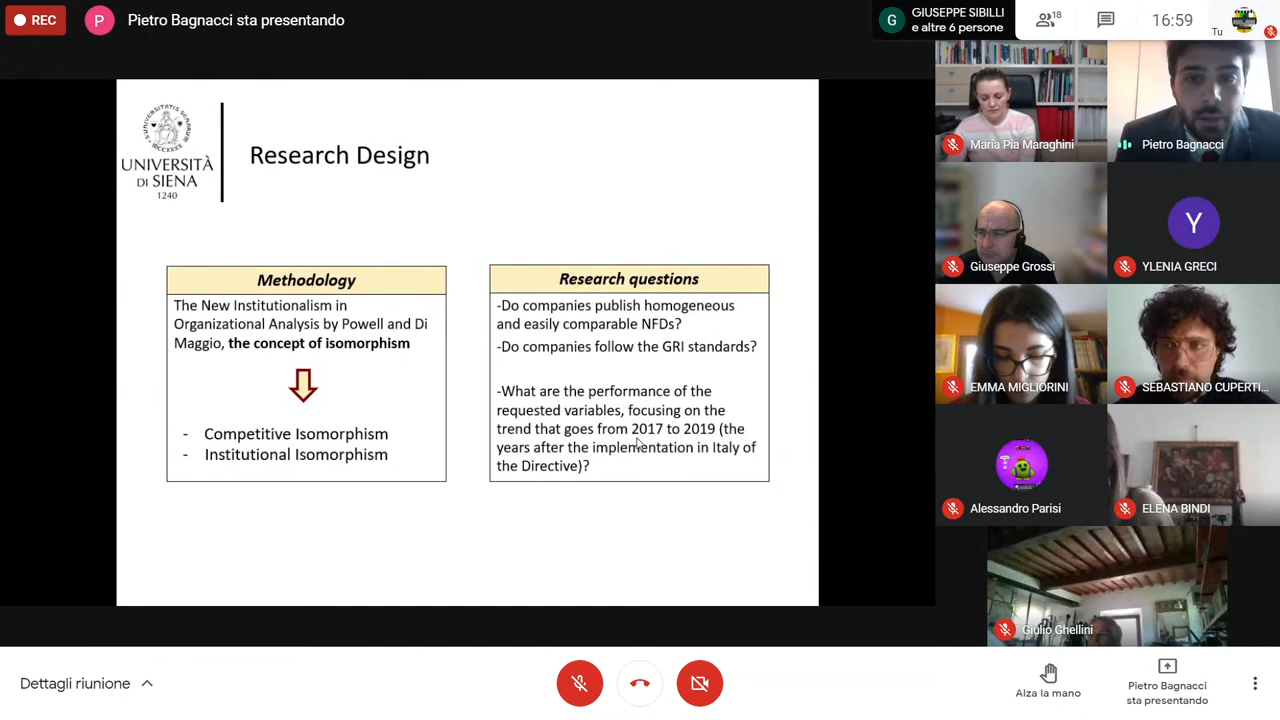 REC
P
Pietro Bagnacci sta presentando
G
GIUSEPPE SIBILLI
e altre 6 persone
18
16:59
Tu
UNIVERSITÀ
DI SIENA
1240
Research Design
Methodology
The New Institutionalism in
Organizational Analysis by Powell and Di
Maggio, the concept of isomorphism
- Competitive Isomorphism
- Institutional Isomorphism
Research questions
-Do companies publish homogeneous
and easily comparable NFDs?
-Do companies follow the GRI standards?
-What are the performance of the
requested variables, focusing on the
trend that goes from 2017 to 2019 (the
years after the implementation in Italy of
the Directive)?
Maria Pia Maraghini
Pietro Bagnacci
Giuseppe Grossi
Y
YLENIA GRECI
EMMA MIGLIORINI
SEBASTIANO CUPERTI...
Alessandro Parisi
ELENA BINDI
Giulio Ghellini
Dettagli riunione
Alza la mano
Pietro Bagnacci
sta presentando